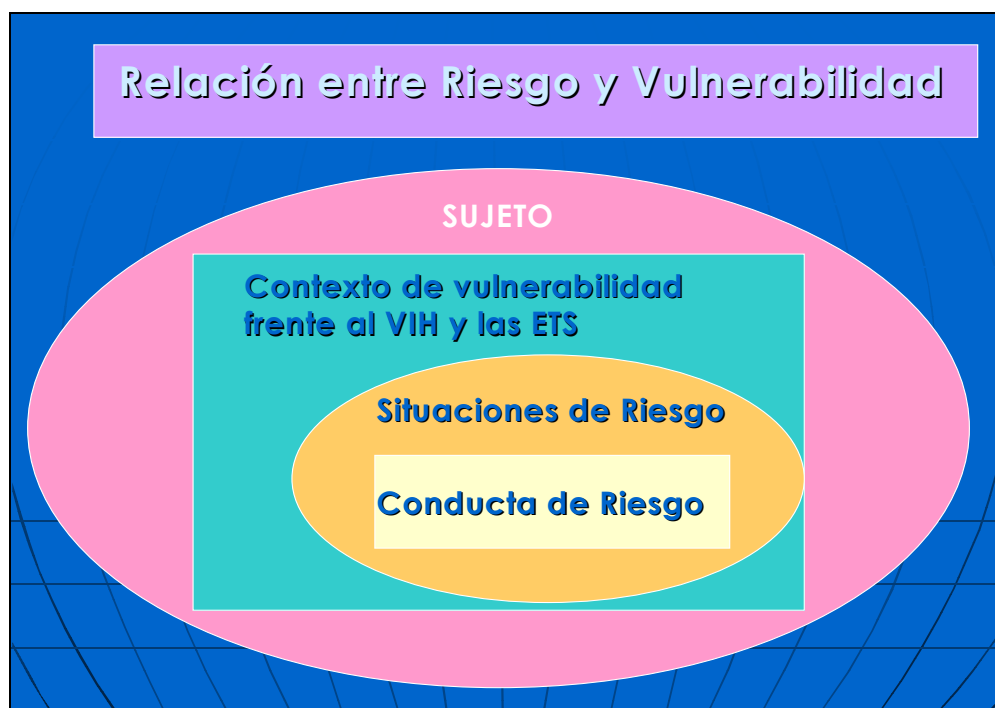 Relación entre Riesgo y Vulnerabilidad
SUJETO
Contexto de vulnerabilidad
frente al VIH y las ETS
Situaciones de Riesgo
Conducta de Riesgo